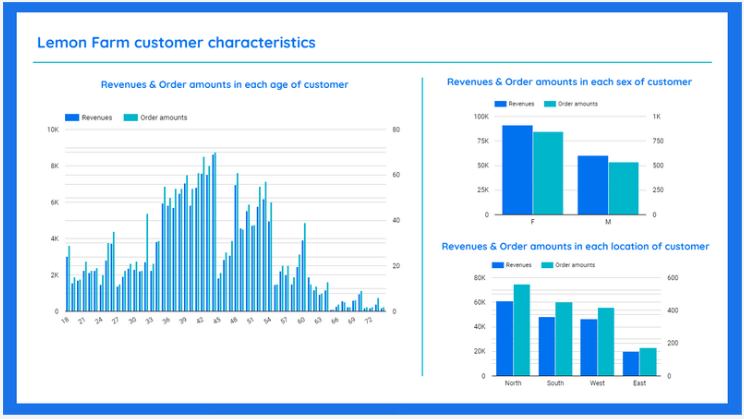 Lemon Farm customer characteristics
Revenues & Order amounts in each age of customer
Revenues Order amounts
10K 80
8K
60
6K
40
4K
20
2K
0 0
18 21 24 27 30 33 36 39 42 45 48 51 54 57 60 63 66 69 72
Revenues & Order amounts in each sex of customer
Revenues Order amounts
100K 1K
75K 750
50K 500
25K 250
0 0
F M
Revenues & Order amounts in each location of customer
Revenues Order amounts
80K 600
60K
400
40K
200
20K
0 0
North South West East